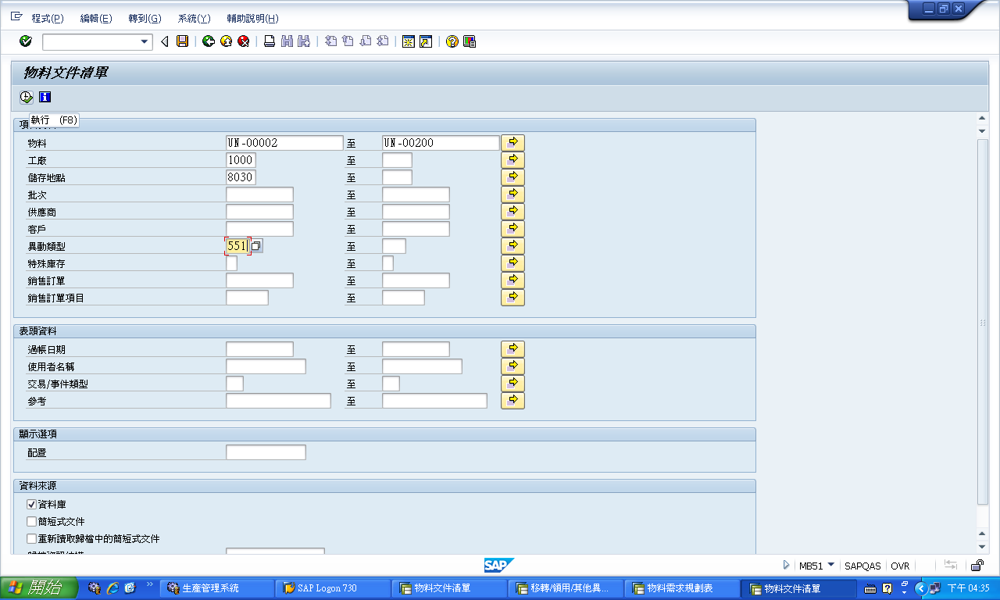 程式(P) 編輯(E) 轉到(G) 系統(Y) 輔助說明(H)
物料文件清單
執行 (F8)
物料 UN-00002 至 UN-00200
工廠 1000 至
儲存地點 8030 至
批次 至
供應商 至
客戶 至
異動類型 551 至
特殊庫存 至
銷售訂單 至
銷售訂單項目 至
表頭資料
過帳日期 至
使用者名稱 至
交易/事件類型 至
參考 至
顯示選項
配置
資料來源
資料庫
簡短式文件
重新讀取歸檔中的簡短式文件
SAP MB51 SAPQAS OVR
開始 生產管理系統 SAP Logon 730 物料文件清單 移轉/領用/其他異... 物料需求規劃表 物料文件清單 下午 04:35